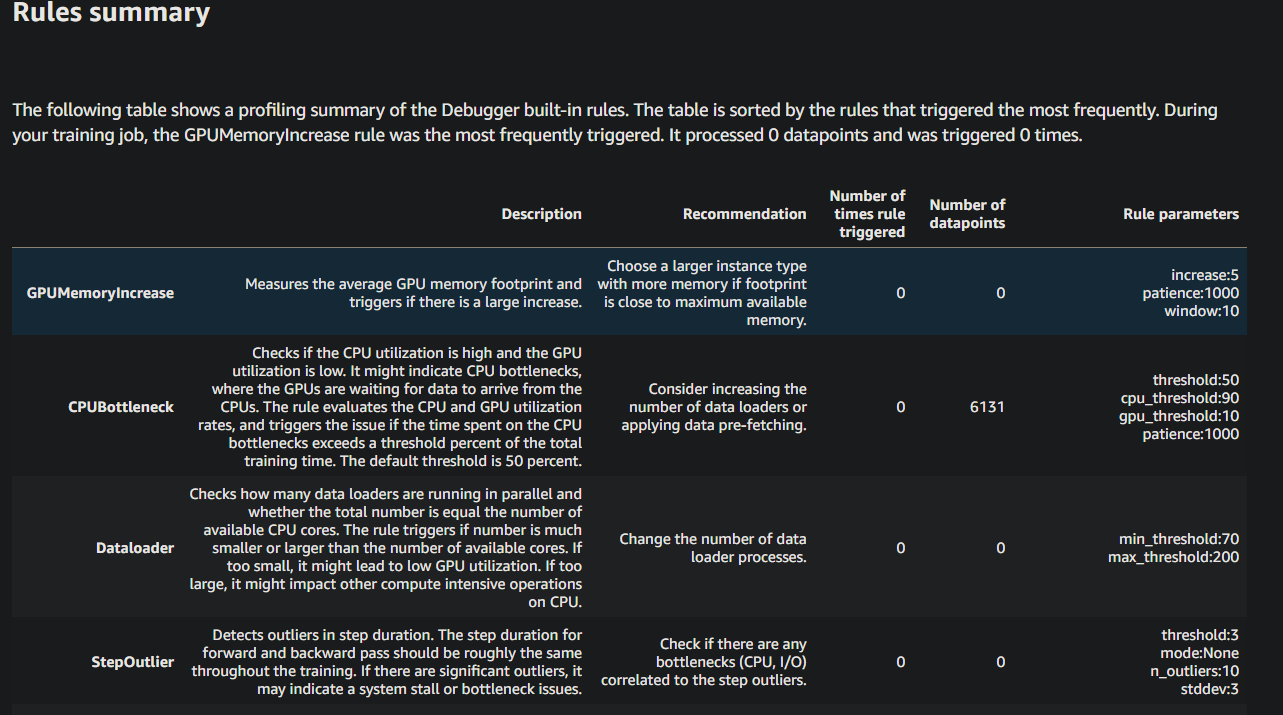 Rules summary
The following table shows a profiling summary of the Debugger built-in rules. The table is sorted by the rules that triggered the most frequently. During
your training job, the GPUMemoryIncrease rule was the most frequently triggered. It processed 0 datapoints and was triggered 0 times.
Description
Recommendation
Number of
times rule
triggered
Number of
datapoints
Rule parameters
GPUMemoryIncrease
Measures the average GPU memory footprint and
triggers if there is a large increase.
Choose a larger instance type
with more memory if footprint
is close to maximum available
memory.
0
0
increase:5
patience:1000
window:10
CPUBottleneck
Checks if the CPU utilization is high and the GPU
utilization is low. It might indicate CPU bottlenecks,
where the GPUs are waiting for data to arrive from the
CPUs. The rule evaluates the CPU and GPU utilization
rates, and triggers the issue if the time spent on the CPU
bottlenecks exceeds a threshold percent of the total
training time. The default threshold is 50 percent.
Consider increasing the
number of data loaders or
applying data pre-fetching.
0
6131
threshold:50
cpu_threshold:90
gpu_threshold:10
patience:1000
Dataloader
Checks how many data loaders are running in parallel and
whether the total number is equal the number of
available CPU cores. The rule triggers if number is much
smaller or larger than the number of available cores. If
too small, it might lead to low GPU utilization. If too
large, it might impact other compute intensive operations
on CPU.
Change the number of data
loader processes.
0
0
min_threshold:70
max_threshold:200
StepOutlier
Detects outliers in step duration. The step duration for
forward and backward pass should be roughly the same
throughout the training. If there are significant outliers, it
may indicate a system stall or bottleneck issues.
Check if there are any
bottlenecks (CPU, I/O)
correlated to the step outliers.
0
0
threshold:3
mode:None
n_outliers:10
stddev:3